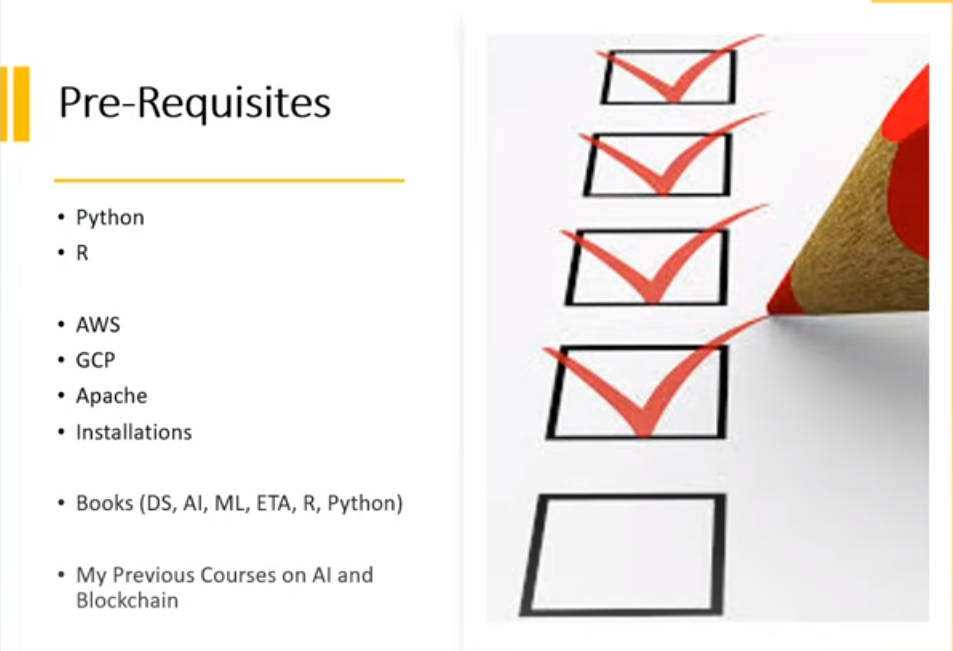 Pre-Requisites
• Python
• R
• AWS
• GCP
• Apache
• Installations
• Books (DS, AI, ML, ETA, R, Python)
• My Previous Courses on AI and
Blockchain